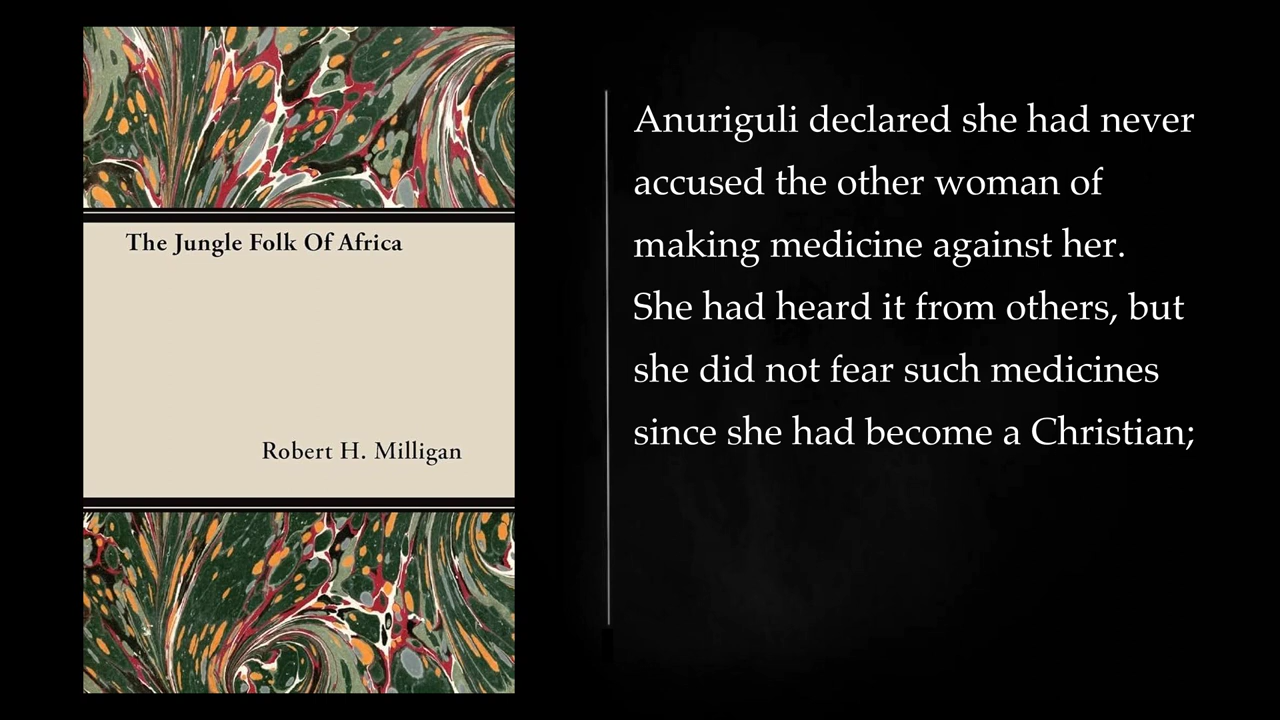 The Jungle Folk Of Africa
Robert H. Milligan
Anuriguli declared she had never
accused the other woman of
making medicine against her.
She had heard it from others, but
she did not fear such medicines
since she had become a Christian;